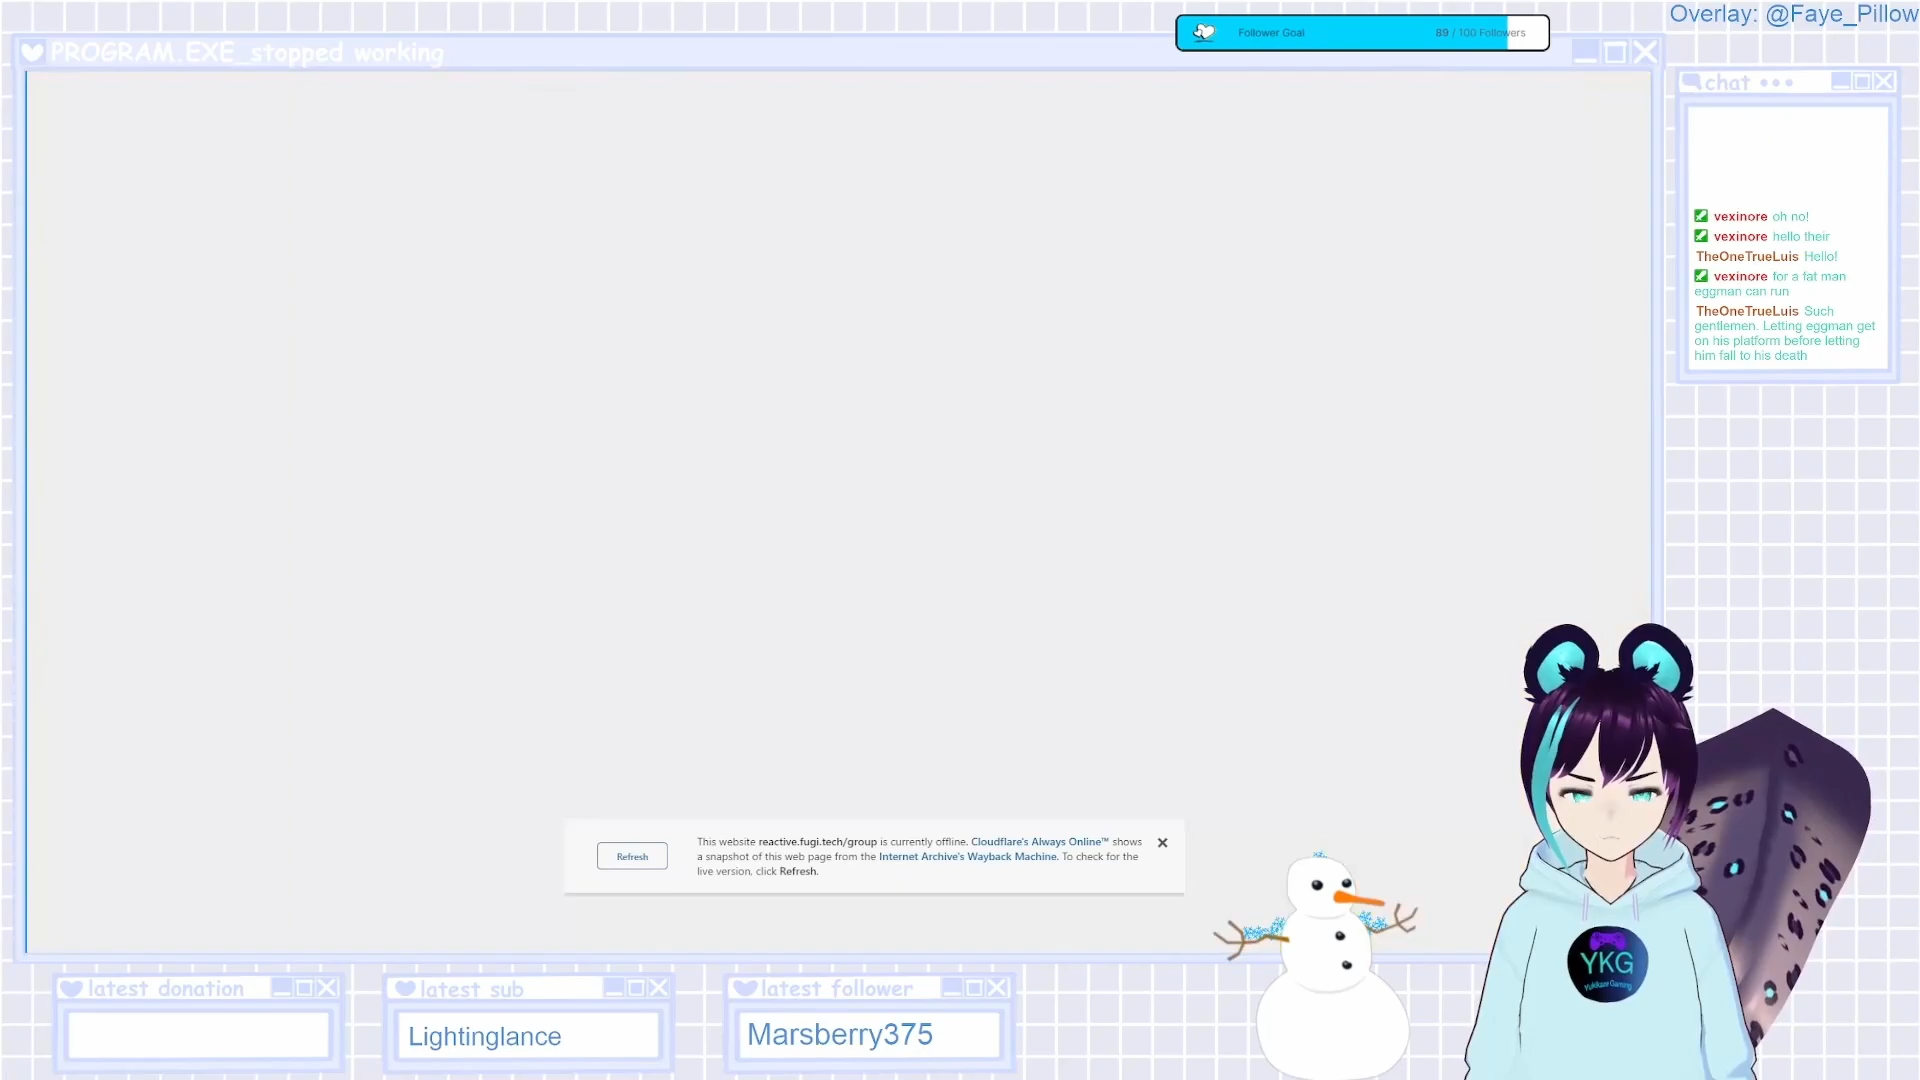 Overlay: @Faye_Pillow
Follower Goal 89 / 100 Followers
PROGRAM.EXE_stopped working
chat
vexinore oh no!
vexinore hello their
TheOneTrueLuis Hello!
vexinore for a fat man
eggman can run
TheOneTrueLuis Such
gentlemen. Letting eggman get
on his platform before letting
him fall to his death
Refresh
This website reactive.fugi.tech/group is currently offline. Cloudflare's Always Online™ shows
a snapshot of this web page from the Internet Archive's Wayback Machine. To check for the
live version, click Refresh.
YKG
Yukikaze Gaming
latest donation
latest sub
Lightinglance
latest follower
Marsberry375